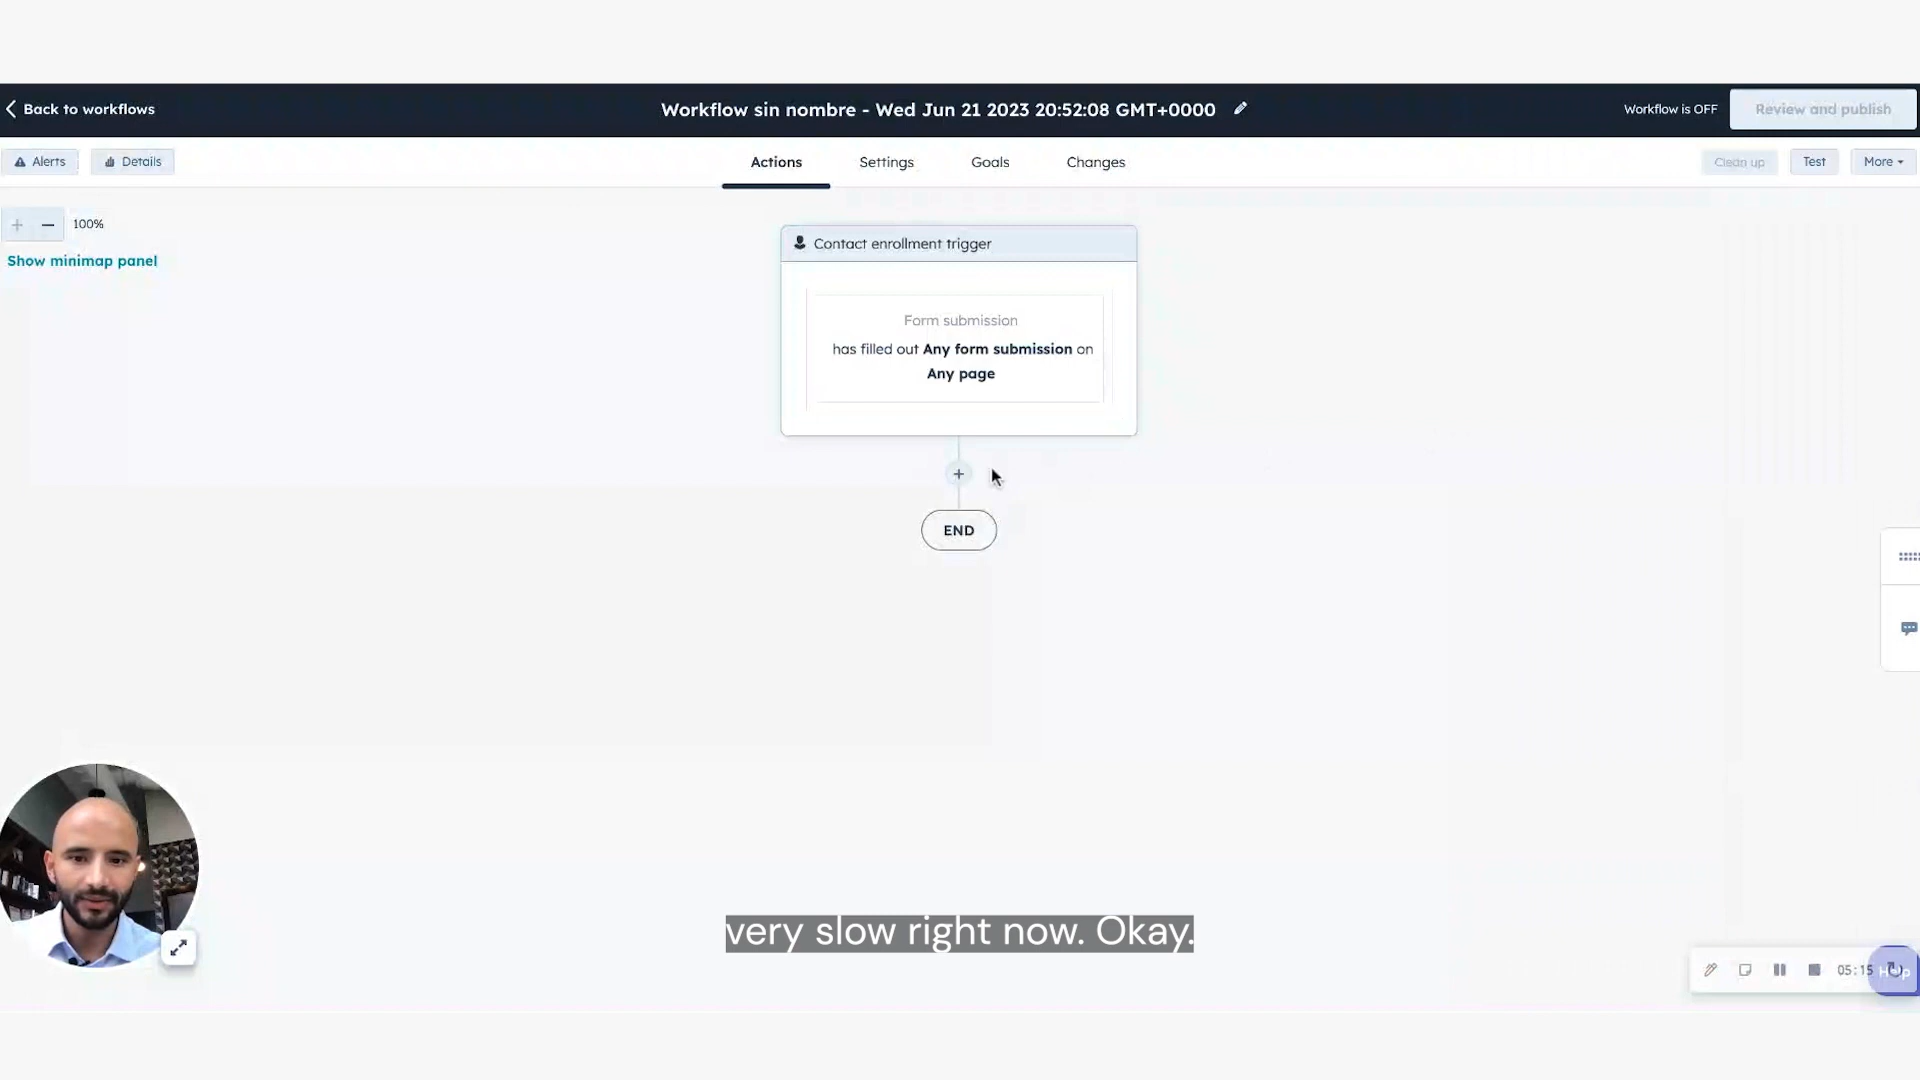 Back to workflows
Workflow sin nombre - Wed Jun 21 2023 20:52:08 GMT+0000
Workflow is OFF
Review and publish
Alerts
Details
Actions
Settings
Goals
Changes
Clean up
Test
More
100%
Show minimap panel
Contact enrollment trigger
Form submission
has filled out Any form submission on
Any page
END
very slow right now. Okay.
05:15
Help